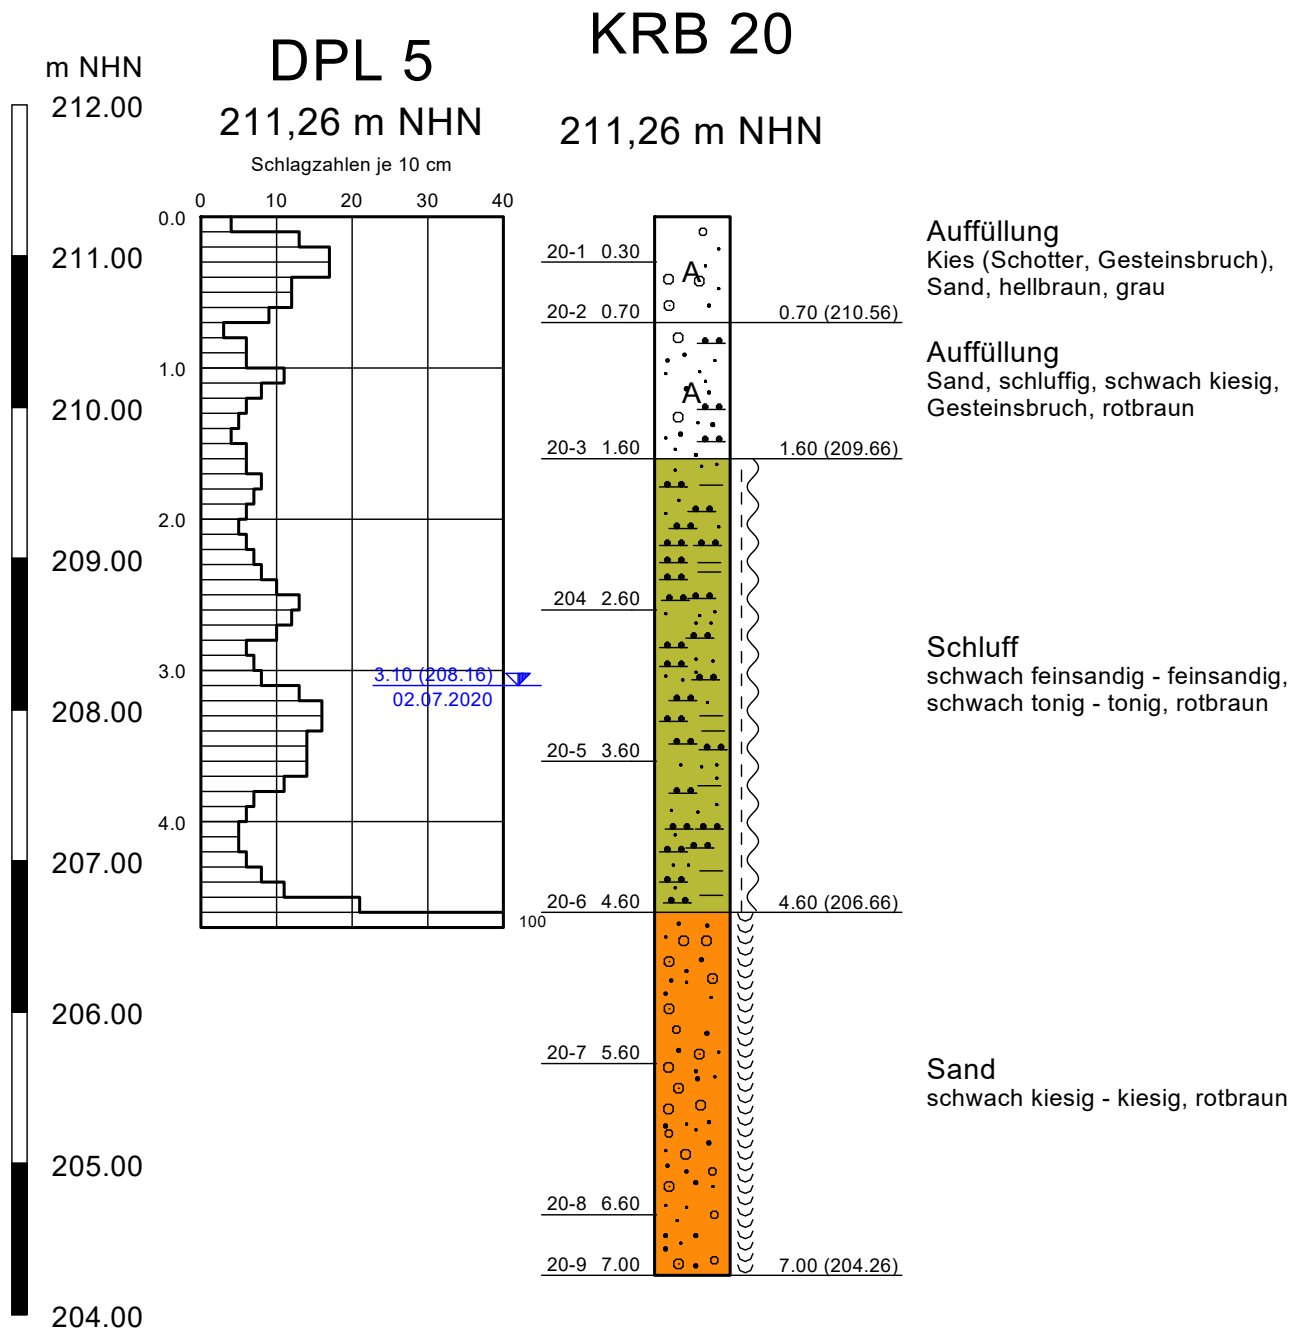 KRB 20
DPL 5
m NHN
211,26 m NHN
211,26 m NHN
Schlagzahlen je 10 cm
0 10 20 30 40
0.0
1.0
2.0
3.0
4.0
100
3.10 (208.16)
02.07.2020
212.00
211.00
210.00
209.00
208.00
207.00
206.00
205.00
204.00
20-1 0.30
20-2 0.70
20-3 1.60
204 2.60
20-5 3.60
20-6 4.60
20-7 5.60
20-8 6.60
20-9 7.00
A
A
0.70 (210.56)
1.60 (209.66)
4.60 (206.66)
7.00 (204.26)
Auffüllung
Kies (Schotter, Gesteinsbruch),
Sand, hellbraun, grau
Auffüllung
Sand, schluffig, schwach kiesig,
Gesteinsbruch, rotbraun
Schluff
schwach feinsandig - feinsandig,
schwach tonig - tonig, rotbraun
Sand
schwach kiesig - kiesig, rotbraun